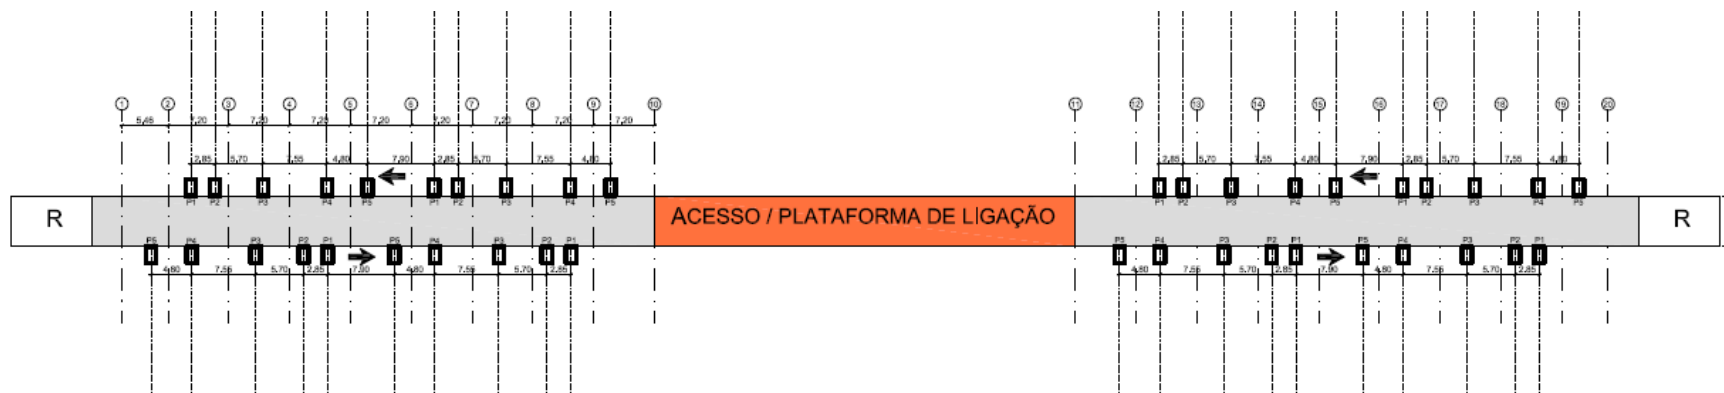 1 2 3 4 5 6 7 8 9 10 11 12 13 14 15 16 17 18 19 20
5,46 7,20 7,20 7,20 7,20 7,20 7,20 7,20 7,20
2,85 5,70 7,55 4,80 7,90 2,85 5,70 7,55 4,80 2,85 5,70 7,55 4,80 7,90 2,85 5,70 7,55 4,80
P1 P2 P3 P4 P5 P1 P2 P3 P4 P5 P1 P2 P3 P4 P5 P1 P2 P3 P4 P5
R ACESSO / PLATAFORMA DE LIGAÇÃO R
P5 P4 P3 P2 P1 P5 P4 P3 P2 P1 P5 P4 P3 P2 P1 P5 P4 P3 P2 P1
4,80 7,55 5,70 2,85 7,90 4,80 7,55 5,70 2,85 4,80 7,55 5,70 2,85 7,90 4,80 7,55 5,70 2,85